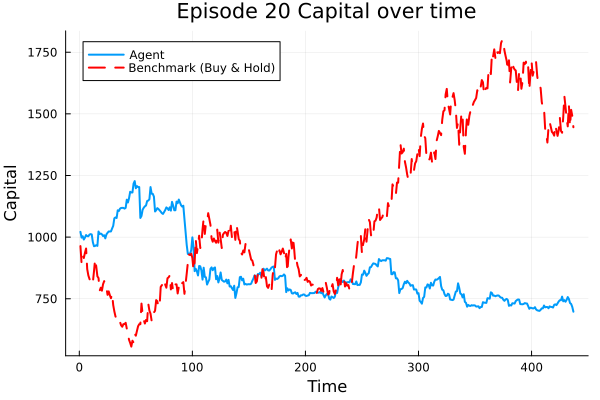 Episode 20 Capital over time
Agent
Benchmark (Buy & Hold)
Capital
1750
1500
1250
1000
750
0 100 200 300 400
Time